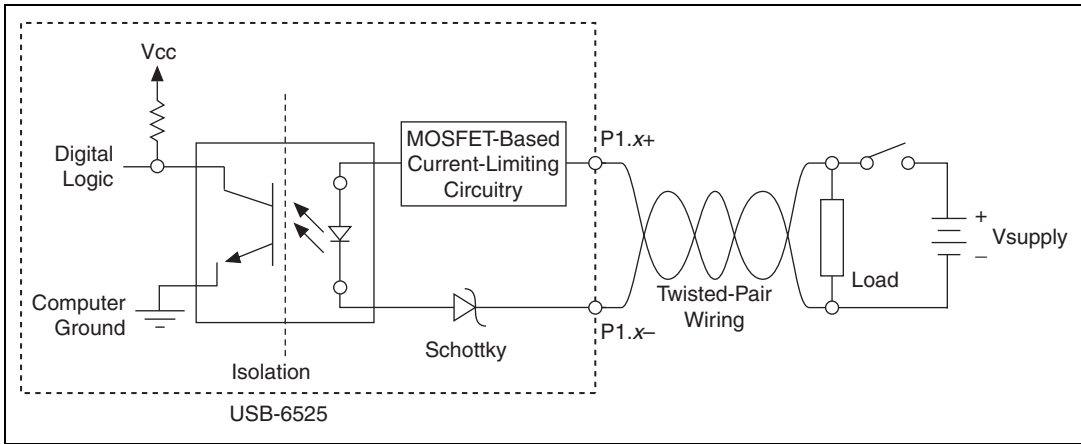 Vcc
Digital
Logic
MOSFET-Based
Current-Limiting
Circuitry
P1.x+
+
Vsupply
–
Load
Twisted-Pair
Wiring
Computer
Ground
P1.x–
Schottky
Isolation
USB-6525